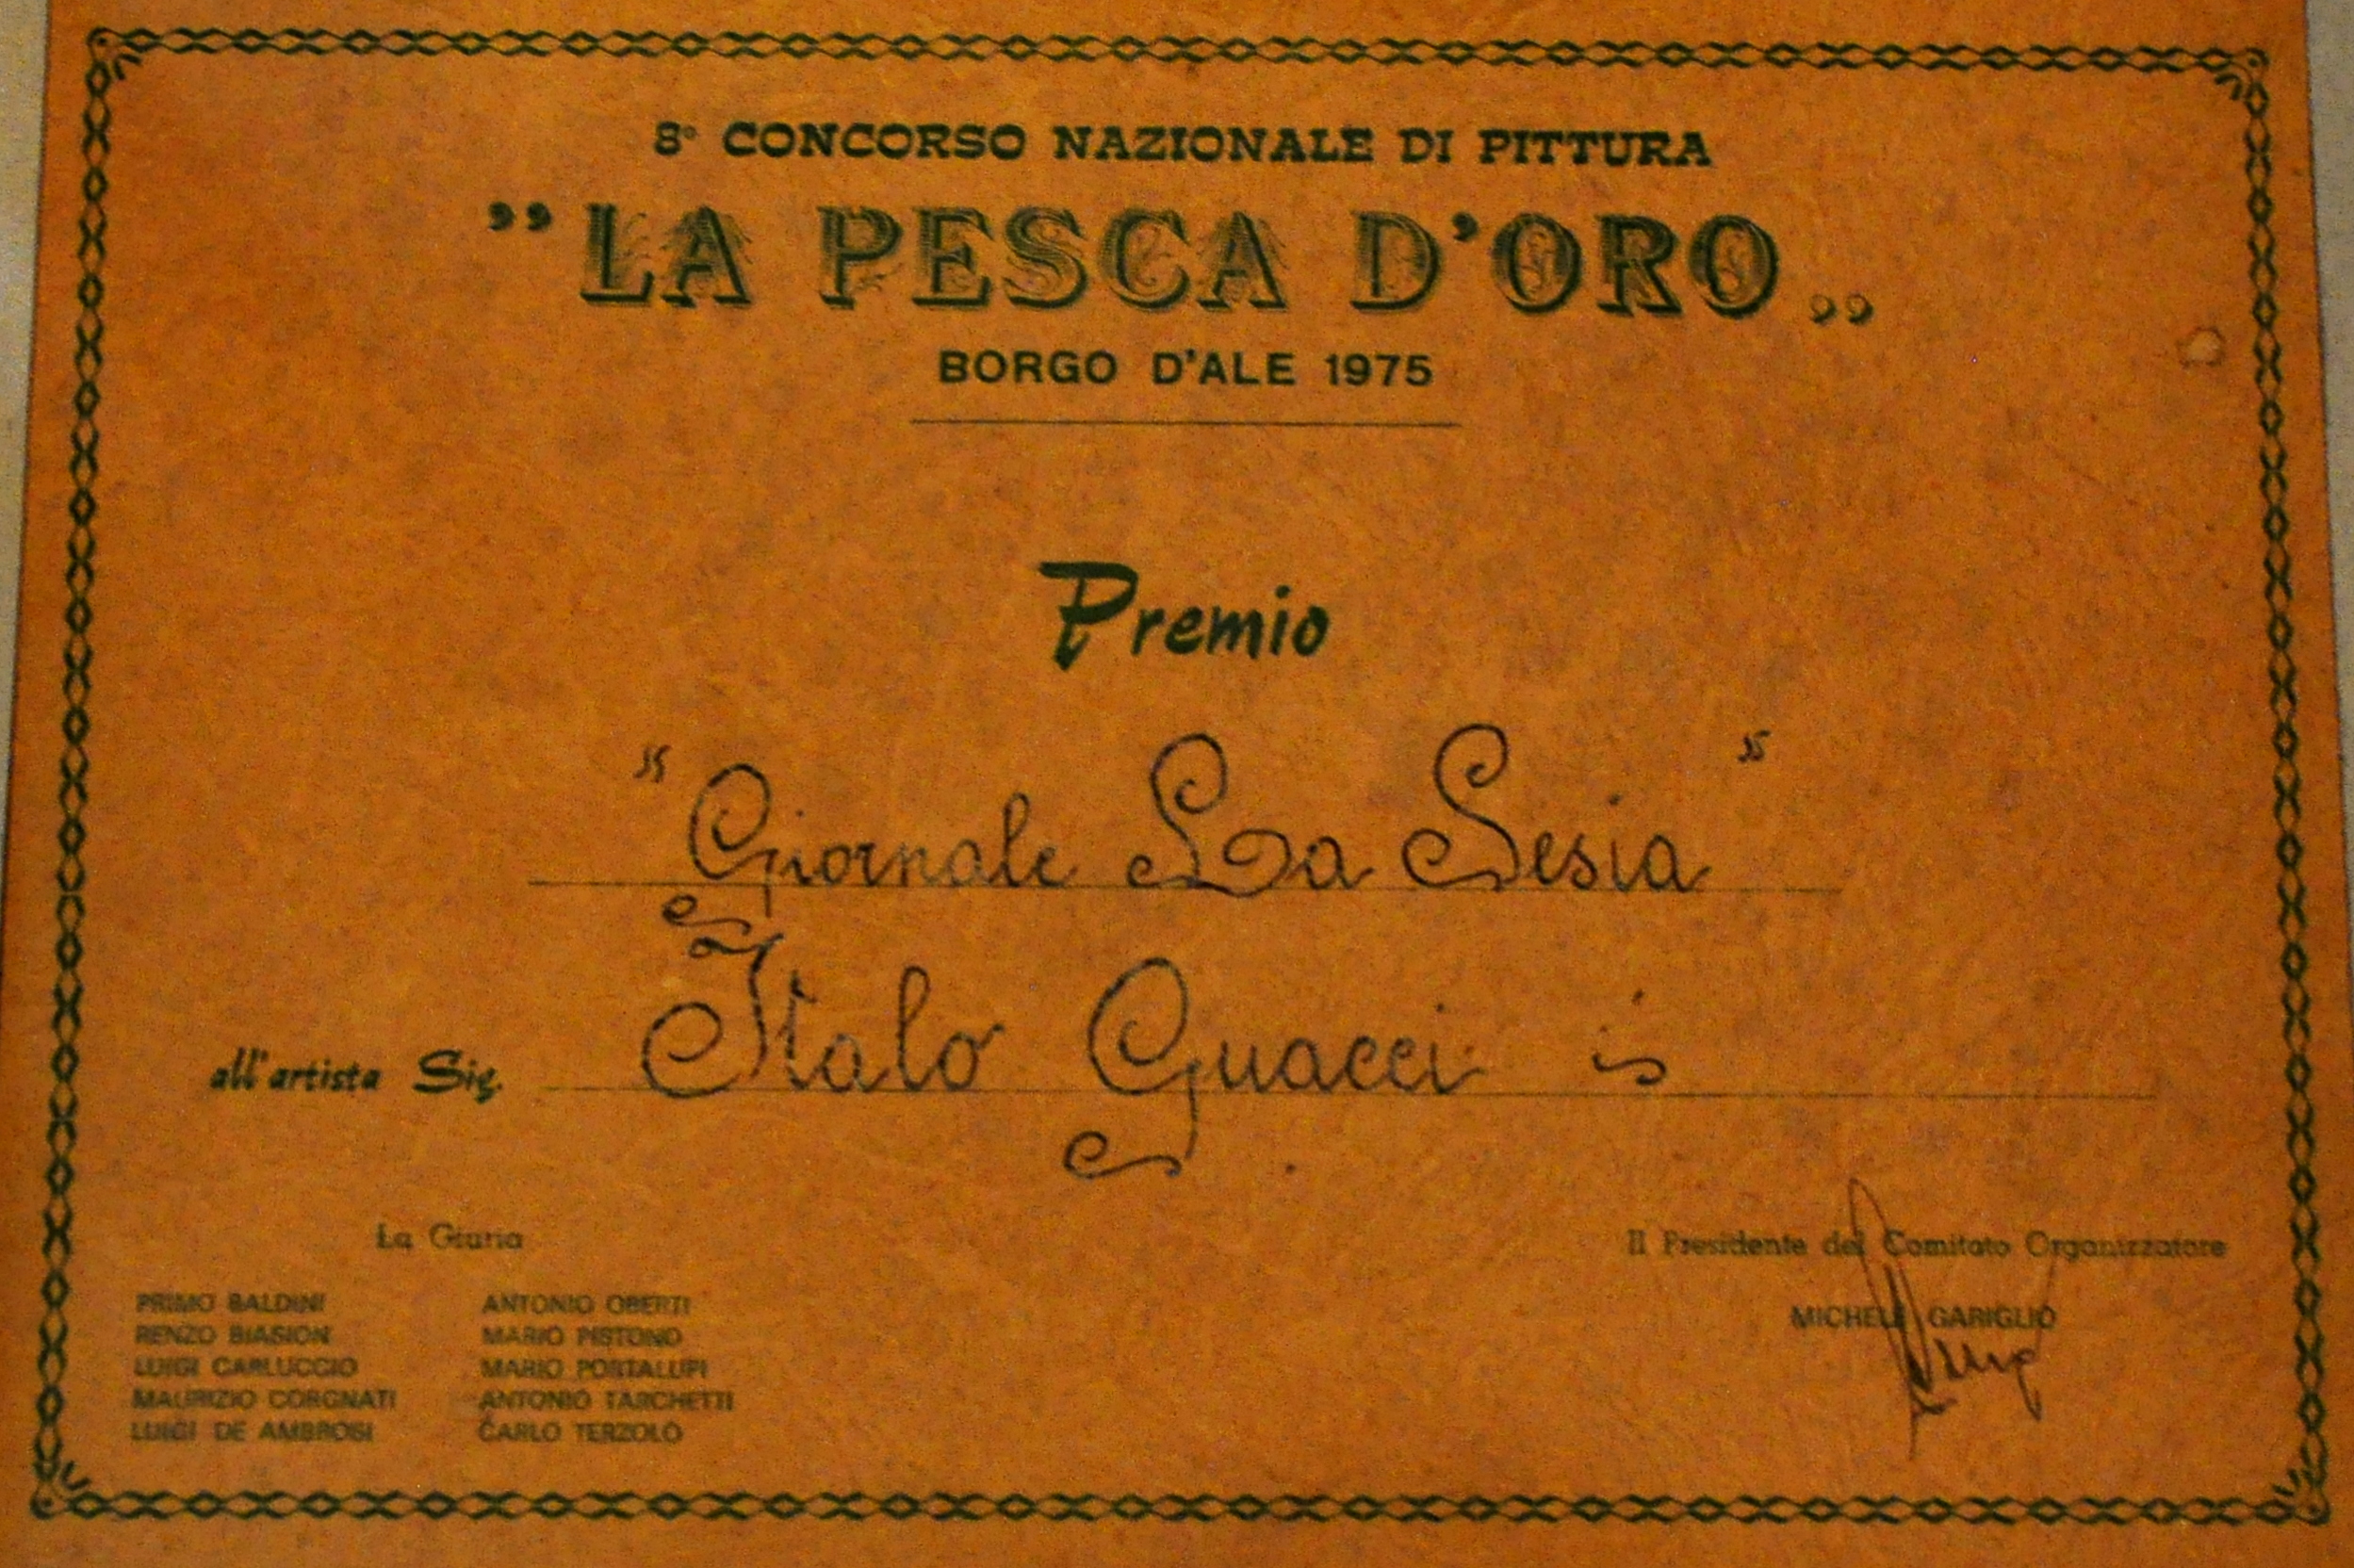 8° CONCORSO NAZIONALE DI PITTURA
"LA PESCA D'ORO„
BORGO D'ALE 1975
Premio
"Giornale La Sesia"
all'artista Sig. Italo Guacci
La Giuria
PRIMO BALDINI
RENZO BIASION
LUIGI CARLUCCIO
MAURIZIO CORGNATI
LUIGI DE AMBROSI
ANTONIO OBERTI
MARIO PISTONO
MARIO PORTALUPI
ANTONIO TARCHETTI
CARLO TERZOLO
Il Presidente del Comitato Organizzatore
MICHELE GARIGLIO